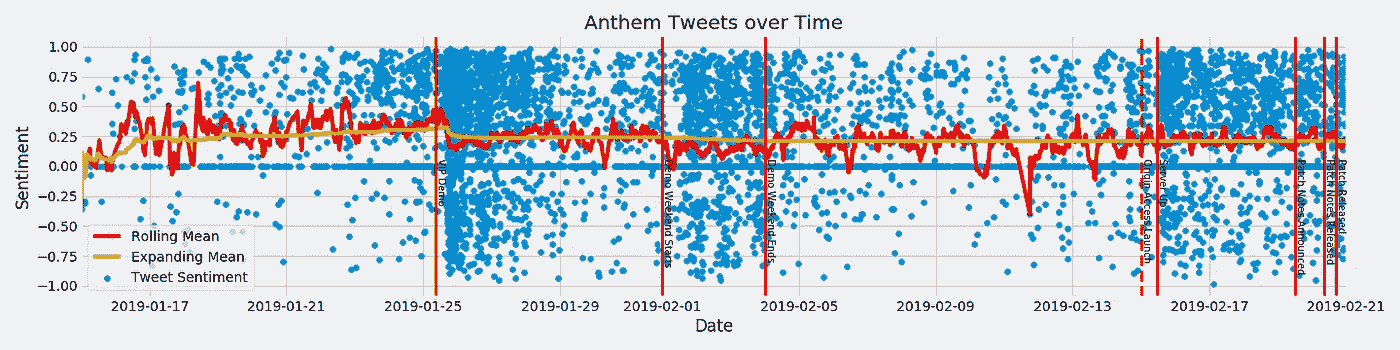 Anthem Tweets over Time
Sentiment
1.00
0.75
0.50
0.25
0.00
−0.25
−0.50
−0.75
−1.00
VIP Demo
Demo Weekend Starts
Demo Weekend Ends
Origin Access Launch
Server Up
Patch Notes Announced
Patch Notes Released
Patch Released
Rolling Mean
Expanding Mean
Tweet Sentiment
2019-01-17
2019-01-21
2019-01-25
2019-01-29
2019-02-01
2019-02-05
2019-02-09
2019-02-13
2019-02-17
2019-02-21
Date